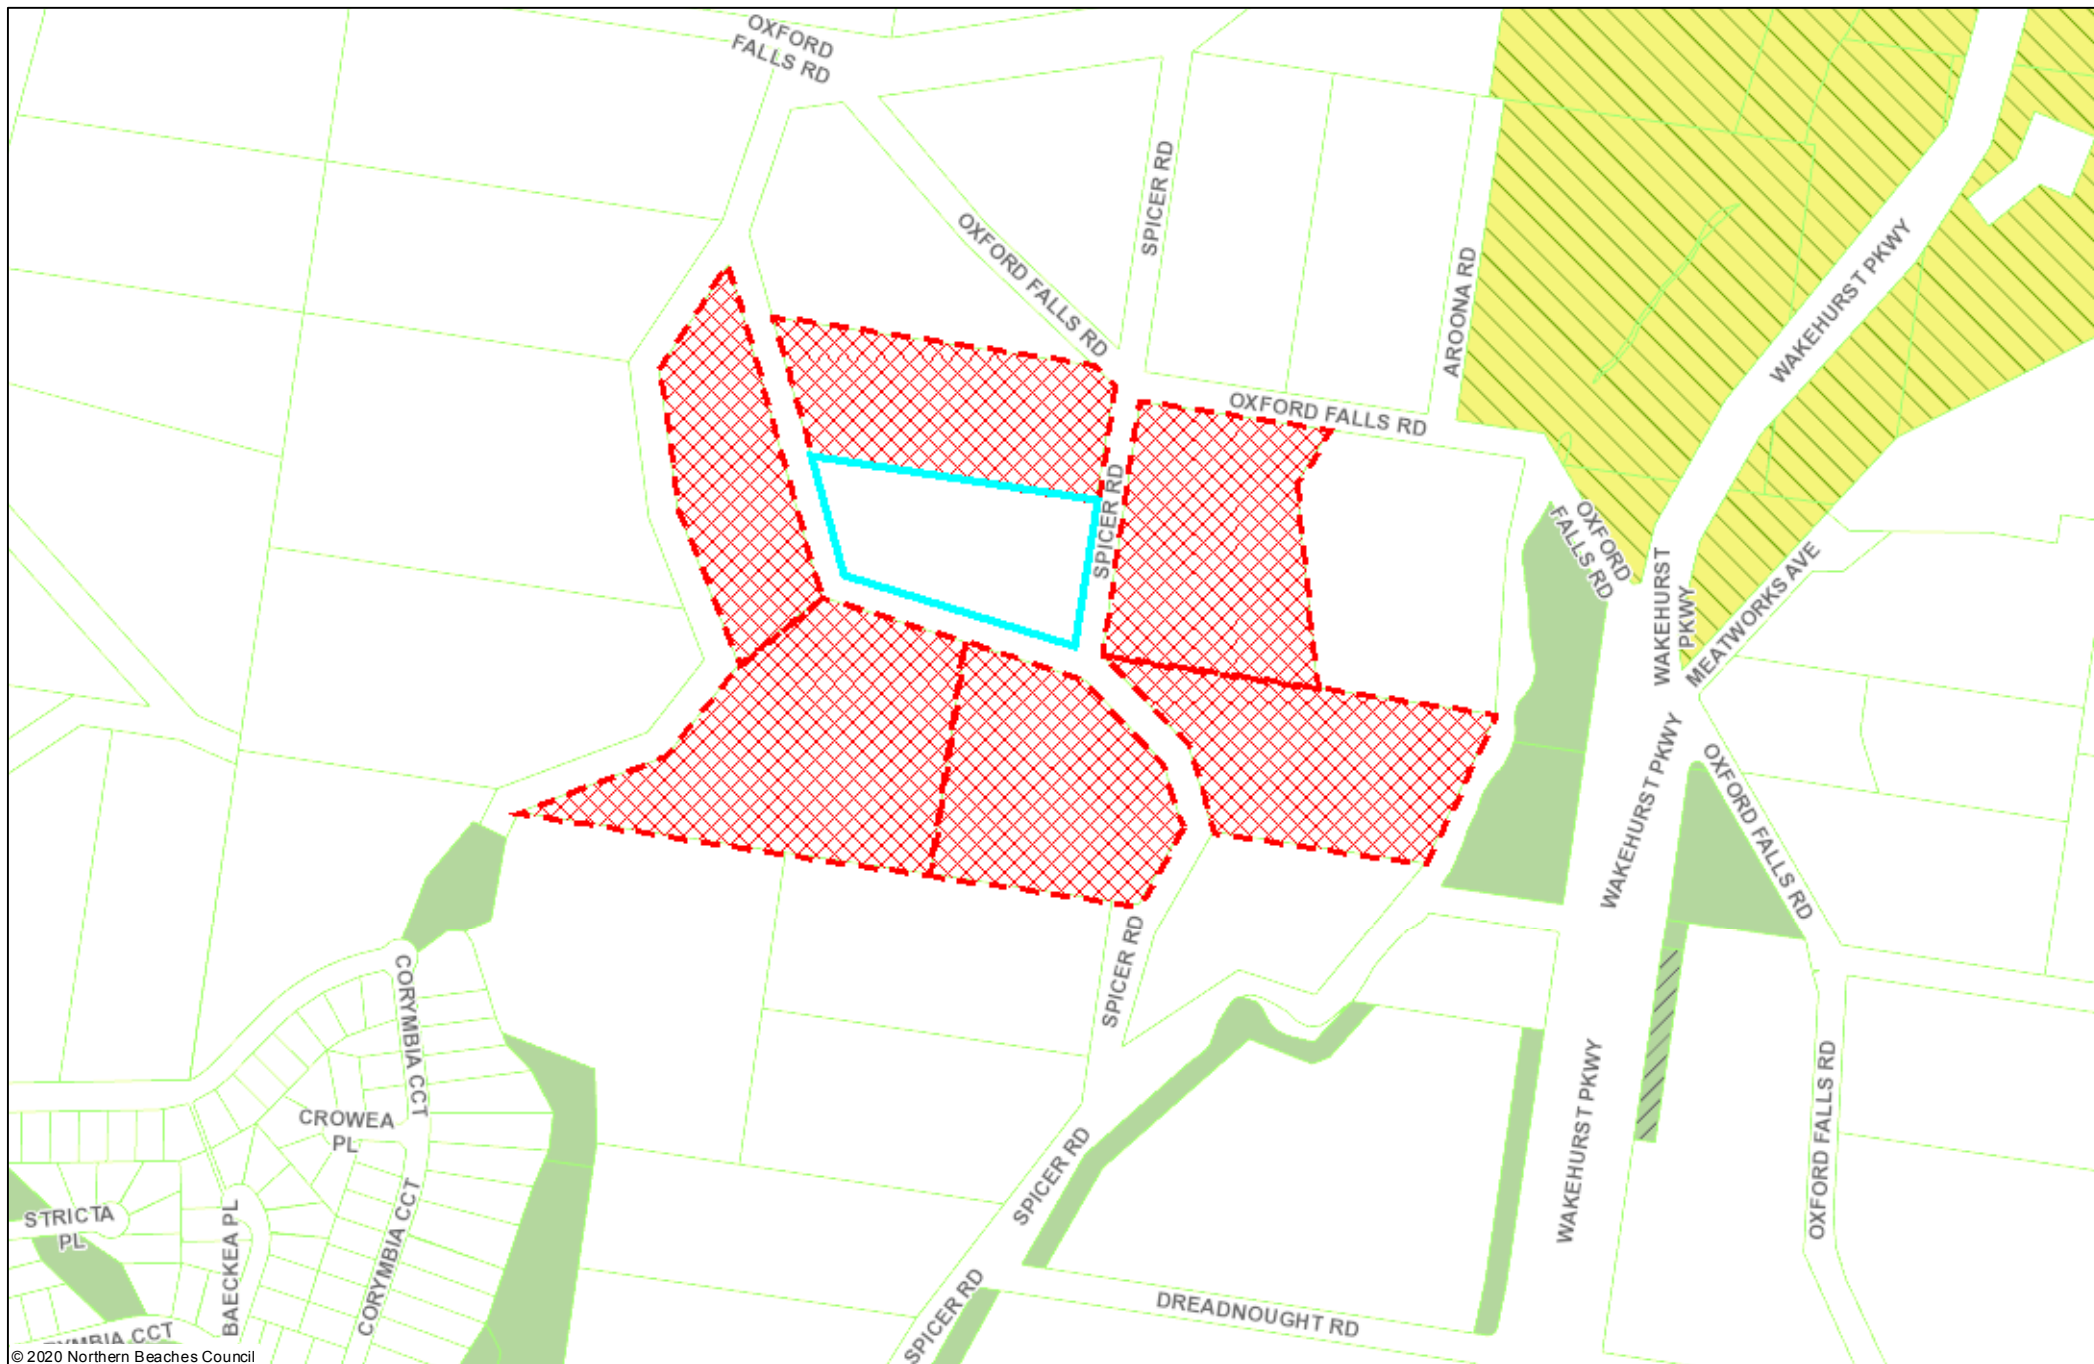 OXFORD
FALLS RD
SPICER RD
OXFORD FALLS RD
AROONA RD
WAKEHURST PKWY
OXFORD FALLS RD
SPICER RD
OXFORD
FALLS RD
WAKEHURST
PKWY
MEATWORKS AVE
WAKEHURST PKWY
OXFORD FALLS RD
SPICER RD
CORYMBIA CCT
CROWEA
PL
WAKEHURST PKWY
OXFORD FALLS RD
SPICER RD
STRICTA
PL
BAECKEA PL
CORYMBIA CCT
SPICER RD
DREADNOUGHT RD
YMBIA CCT
© 2020 Northern Beaches Council